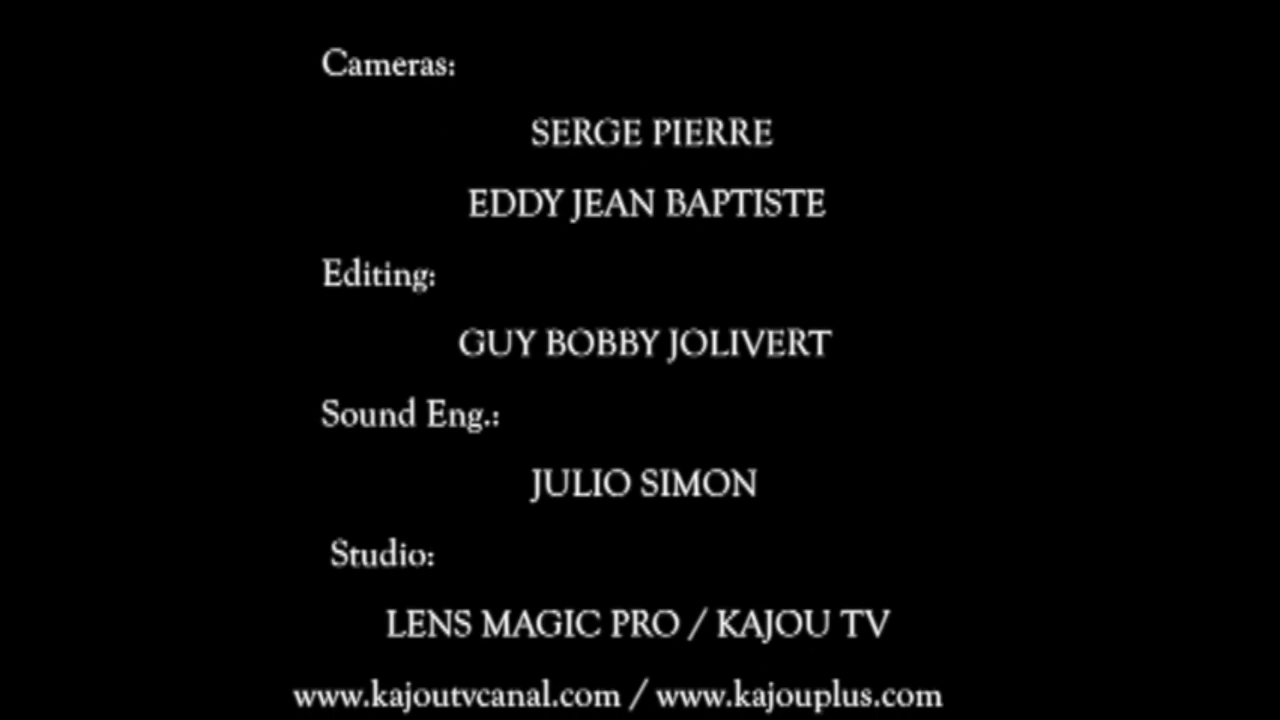 Cameras:
SERGE PIERRE
EDDY JEAN BAPTISTE
Editing:
GUY BOBBY JOLIVERT
Sound Eng.:
JULIO SIMON
Studio:
LENS MAGIC PRO / KAJOU TV
www.kajoutvcanal.com / www.kajouplus.com